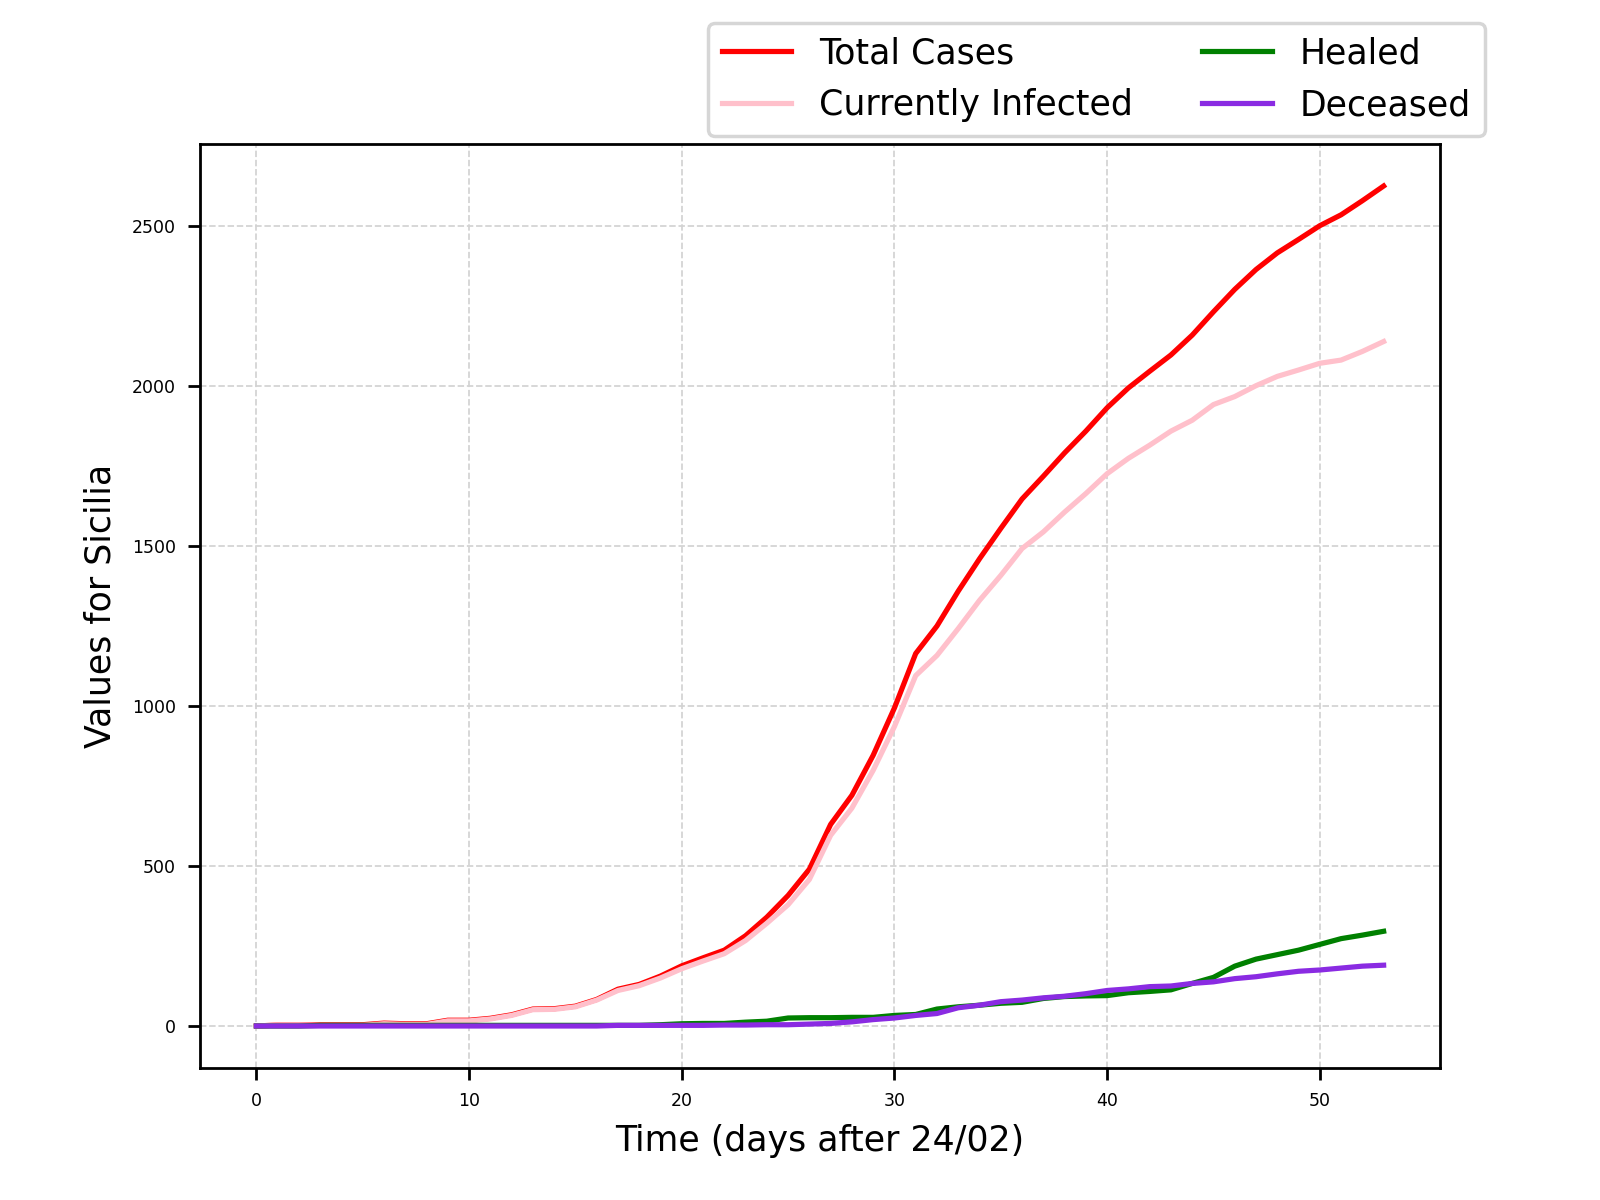 Total Cases
Currently Infected
Healed
Deceased
Values for Sicilia
2500
2000
1500
1000
500
0
0 10 20 30 40 50
Time (days after 24/02)